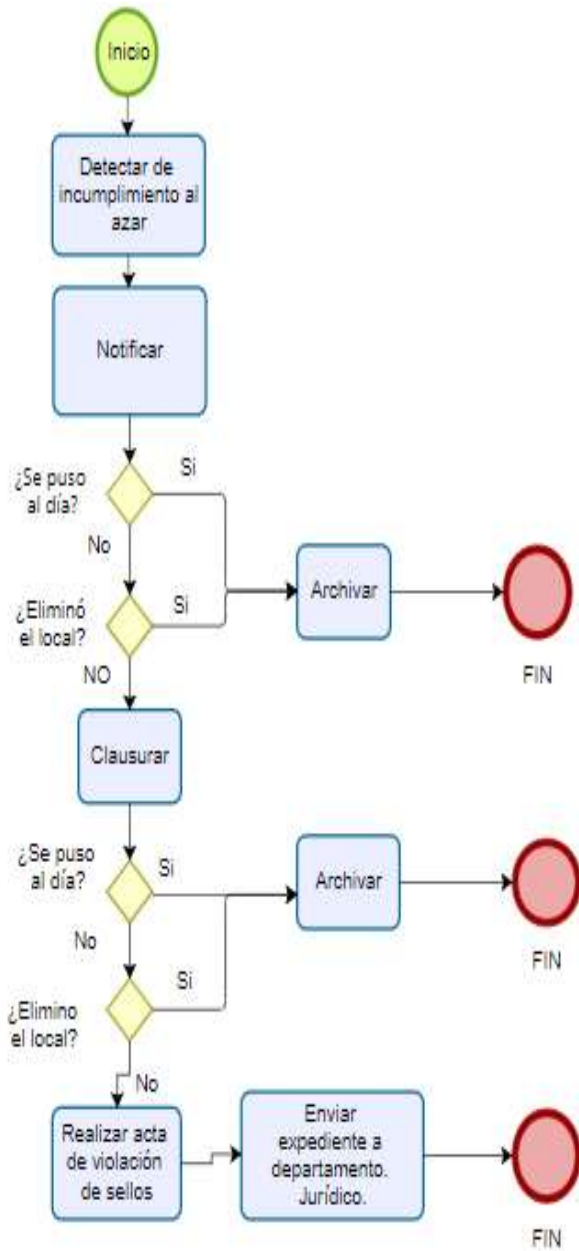 Inicio
Detectar de
incumplimiento al
azar
Notificar
¿Se puso
al día?
Si
No
¿Eliminó
el local?
Si
Archivar
FIN
NO
Clausurar
¿Se puso
al día?
Si
Archivar
FIN
No
¿Elimino
el local?
Si
No
Realizar acta
de violación
de sellos
Enviar
expediente a
departamento.
Jurídico.
FIN